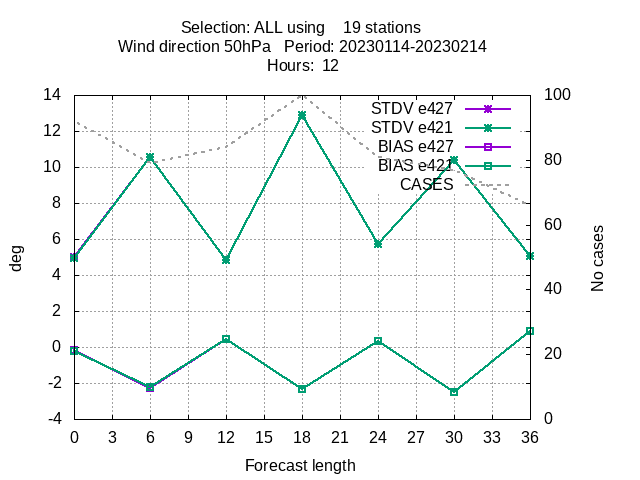 Selection: ALL using    19 stations
Wind direction 50hPa   Period: 20230114-20230214
Hours:  12
14
12
10
8
6
4
2
0
-2
-4
deg
100
80
60
40
20
0
No cases
STDV e427
STDV e421
BIAS e427
BIAS e421
CASES
0 3 6 9 12 15 18 21 24 27 30 33 36
Forecast length